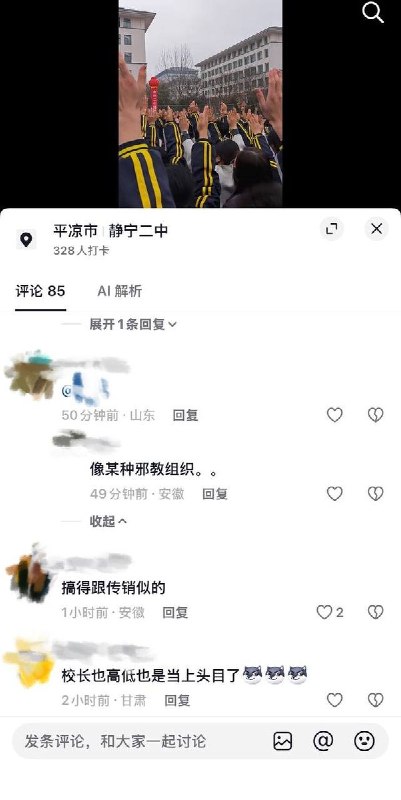 平凉市 静宁二中
328人打卡
评论 85 AI 解析
展开1条回复
@
50分钟前 · 山东 回复
像某种邪教组织。。
49分钟前 · 安徽 回复
收起
搞得跟传销似的
1小时前 · 安徽 回复 2
校长也高低也是当上头目了
2小时前 · 甘肃 回复
发条评论，和大家一起讨论